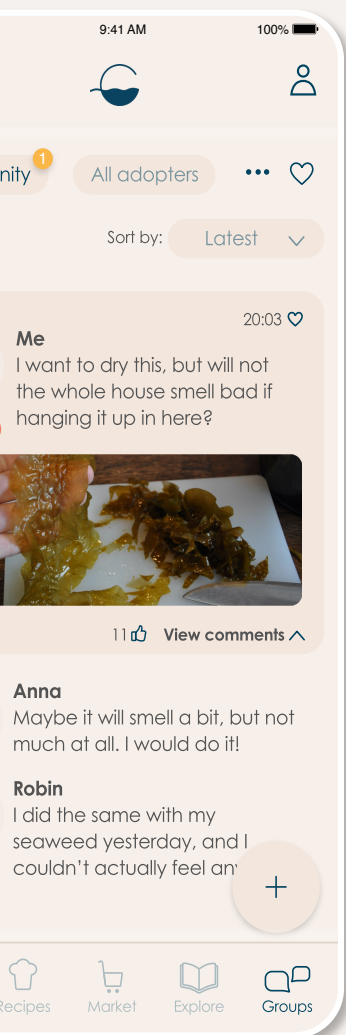 9:41 AM 100%
nity 1 All adopters
Sort by: Latest
20:03
Me
I want to dry this, but will not
the whole house smell bad if
hanging it up in here?
11 View comments
Anna
Maybe it will smell a bit, but not
much at all. I would do it!
Robin
I did the same with my
seaweed yesterday, and I
couldn't actually feel an
Recipes Market Explore Groups